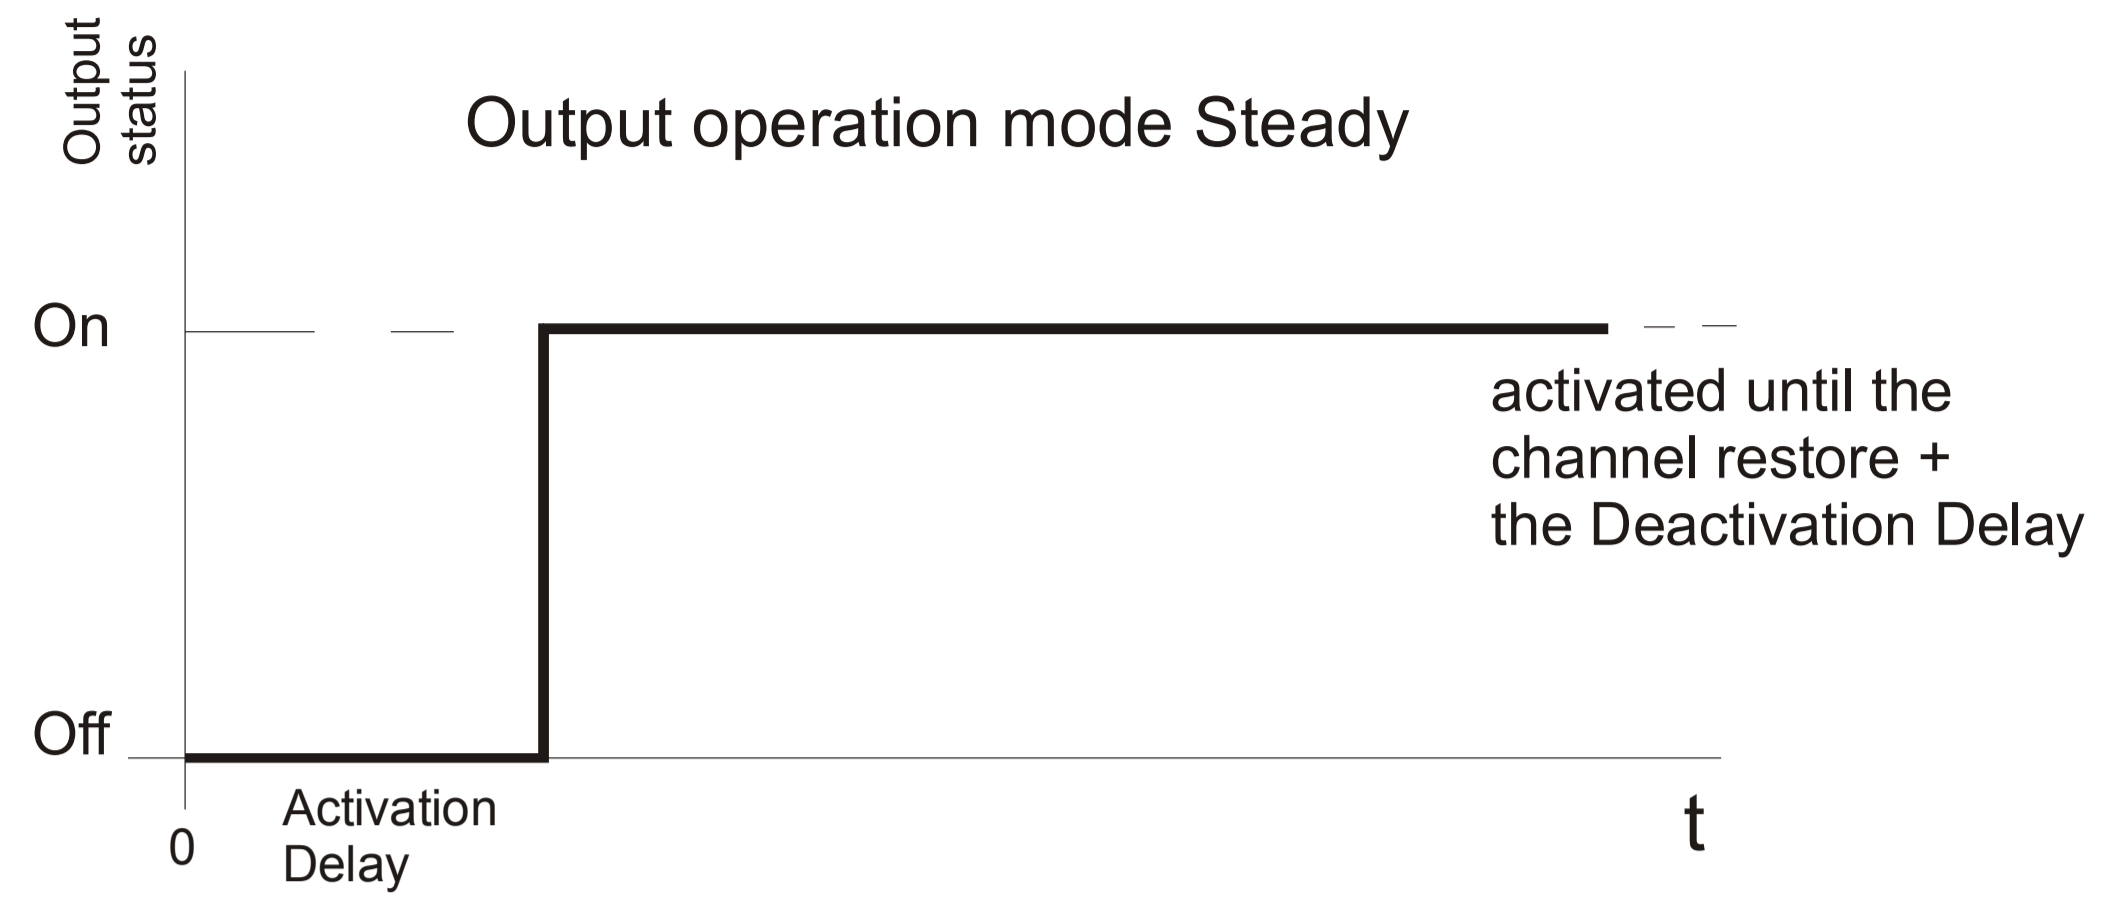 Output
status
Output operation mode Steady
On
activated until the
channel restore +
the Deactivation Delay
Off
Activation
Delay
0
t